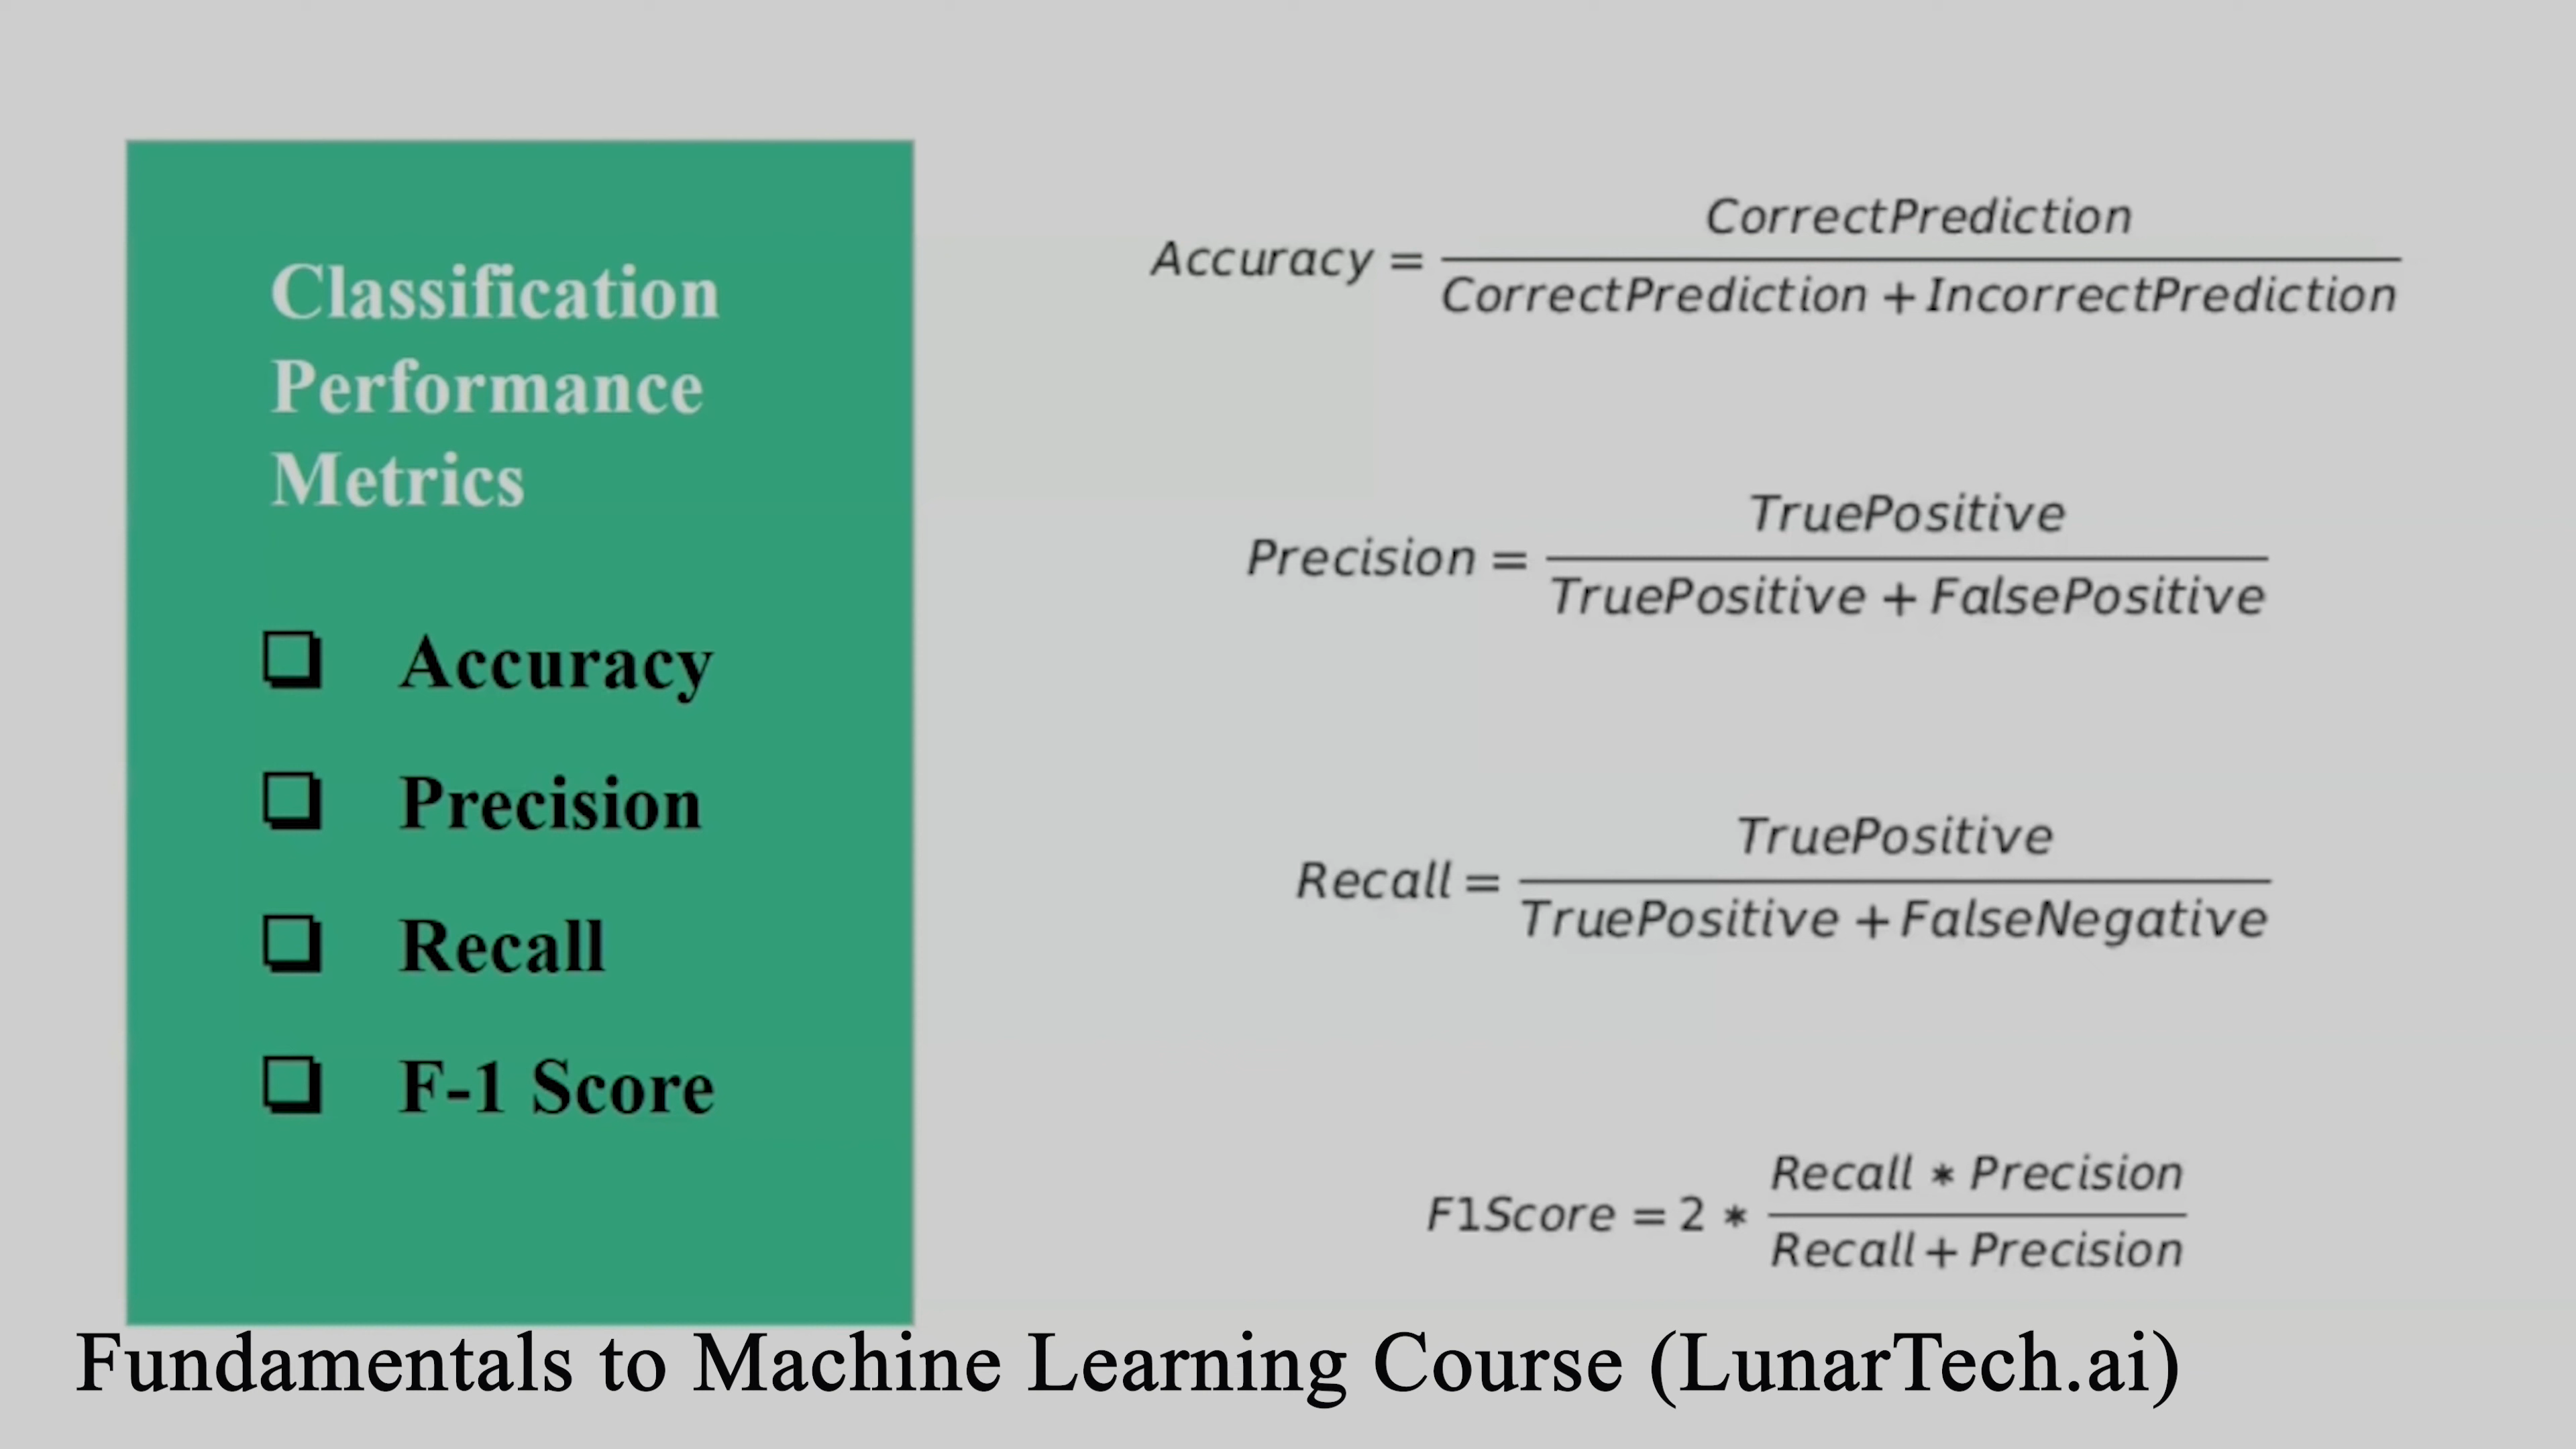 Classification
Performance
Metrics
❑ Accuracy
❑ Precision
❑ Recall
❑ F-1 Score
Accuracy = CorrectPrediction / CorrectPrediction + IncorrectPrediction
Precision = TruePositive / TruePositive + FalsePositive
Recall = TruePositive / TruePositive + FalseNegative
F1Score = 2 * Recall * Precision / Recall + Precision
Fundamentals to Machine Learning Course (LunarTech.ai)